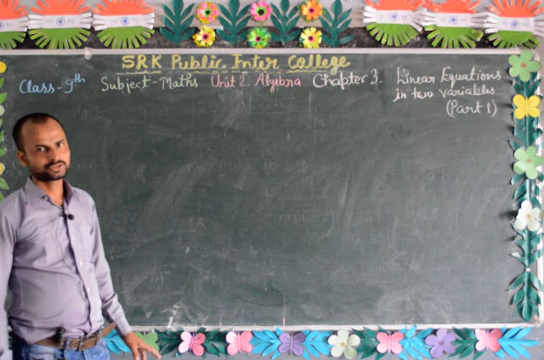 SRK Public Inter College
Class-9th Subject-Maths Unit 2. Algebra Chapter 3. Linear Equations
in two variables
(Part 1)